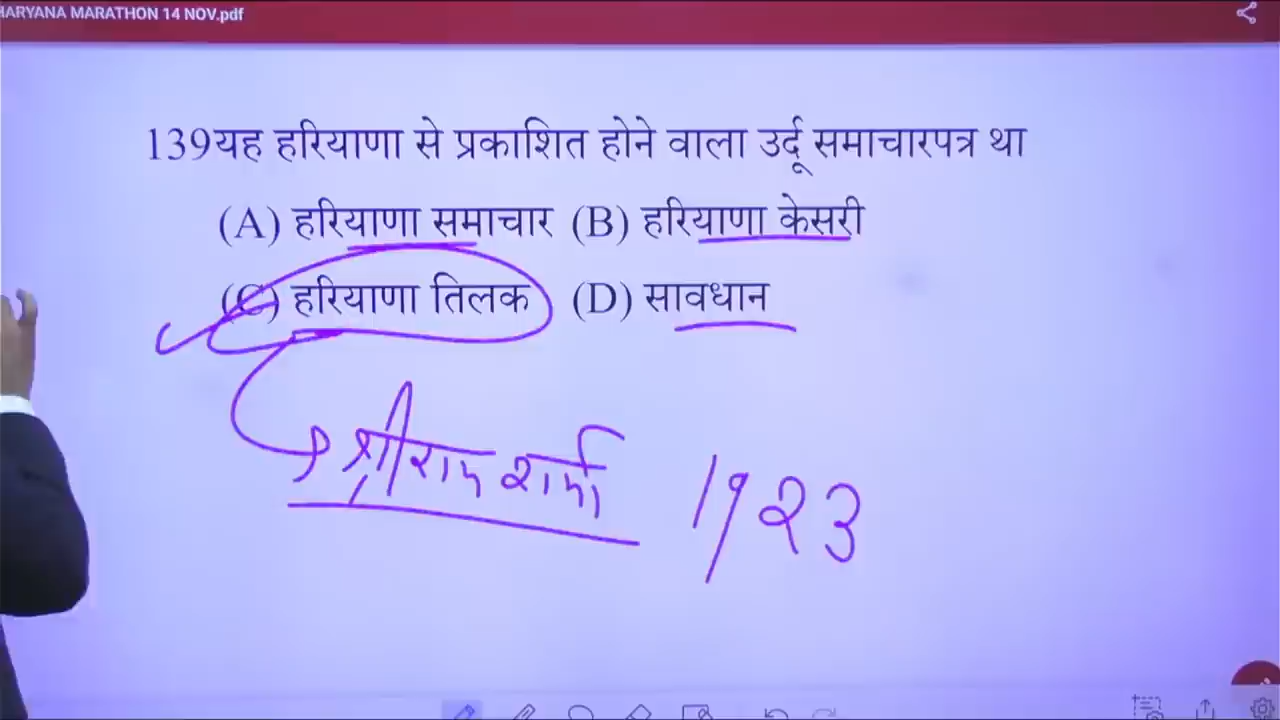 HARYANA MARATHON 14 NOV.pdf
139यह हरियाणा से प्रकाशित होने वाला उर्दू समाचारपत्र था
(A) हरियाणा समाचार (B) हरियाणा केसरी
(C) हरियाणा तिलक (D) सावधान
श्रीराम शर्मा 1923